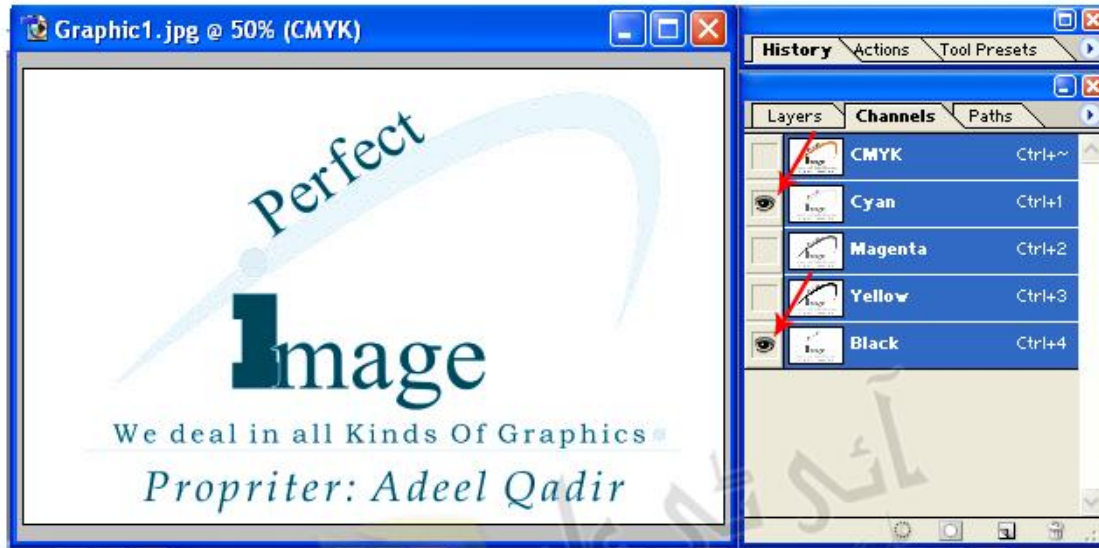 Graphic1.jpg @ 50% (CMYK)
Perfect
Image
We deal in all Kinds Of Graphics
Propriter: Adeel Qadir
History Actions Tool Presets
Layers Channels Paths
CMYK Ctrl+~
Cyan Ctrl+1
Magenta Ctrl+2
Yellow Ctrl+3
Black Ctrl+4